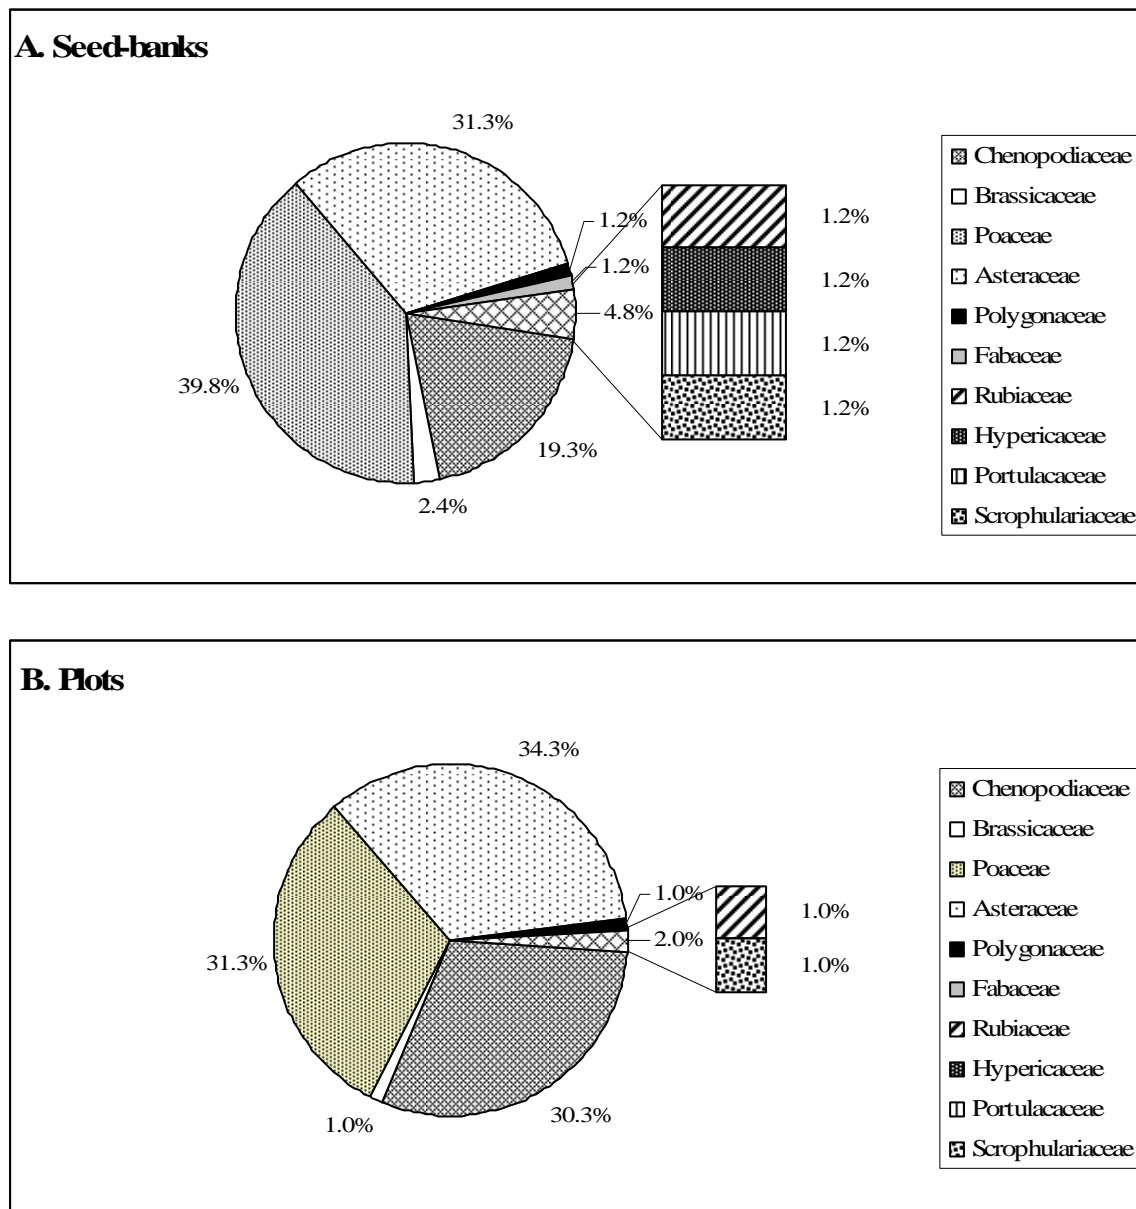 A. Seed-banks
31.3%
1.2%
1.2%
4.8%
39.8%
19.3%
2.4%
1.2%
1.2%
1.2%
1.2%
Chenopodiaceae
Brassicaceae
Poaceae
Asteraceae
Polygonaceae
Fabaceae
Rubiaceae
Hypericaceae
Portulacaceae
Scrophulariaceae
B. Plots
34.3%
1.0%
2.0%
31.3%
30.3%
1.0%
1.0%
1.0%
Chenopodiaceae
Brassicaceae
Poaceae
Asteraceae
Polygonaceae
Fabaceae
Rubiaceae
Hypericaceae
Portulacaceae
Scrophulariaceae